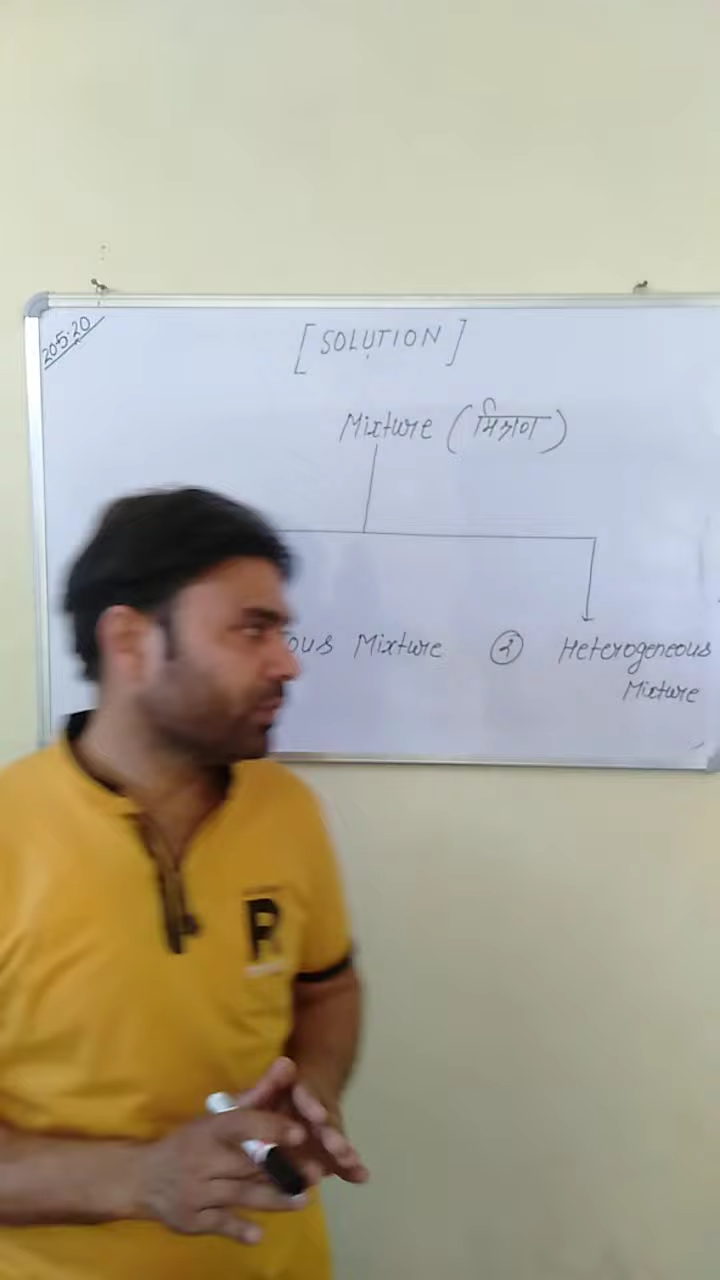 20.5.20
[SOLUTION]
Mixture (मिश्रण)
ous Mixture ② Heterogeneous
Mixture
R